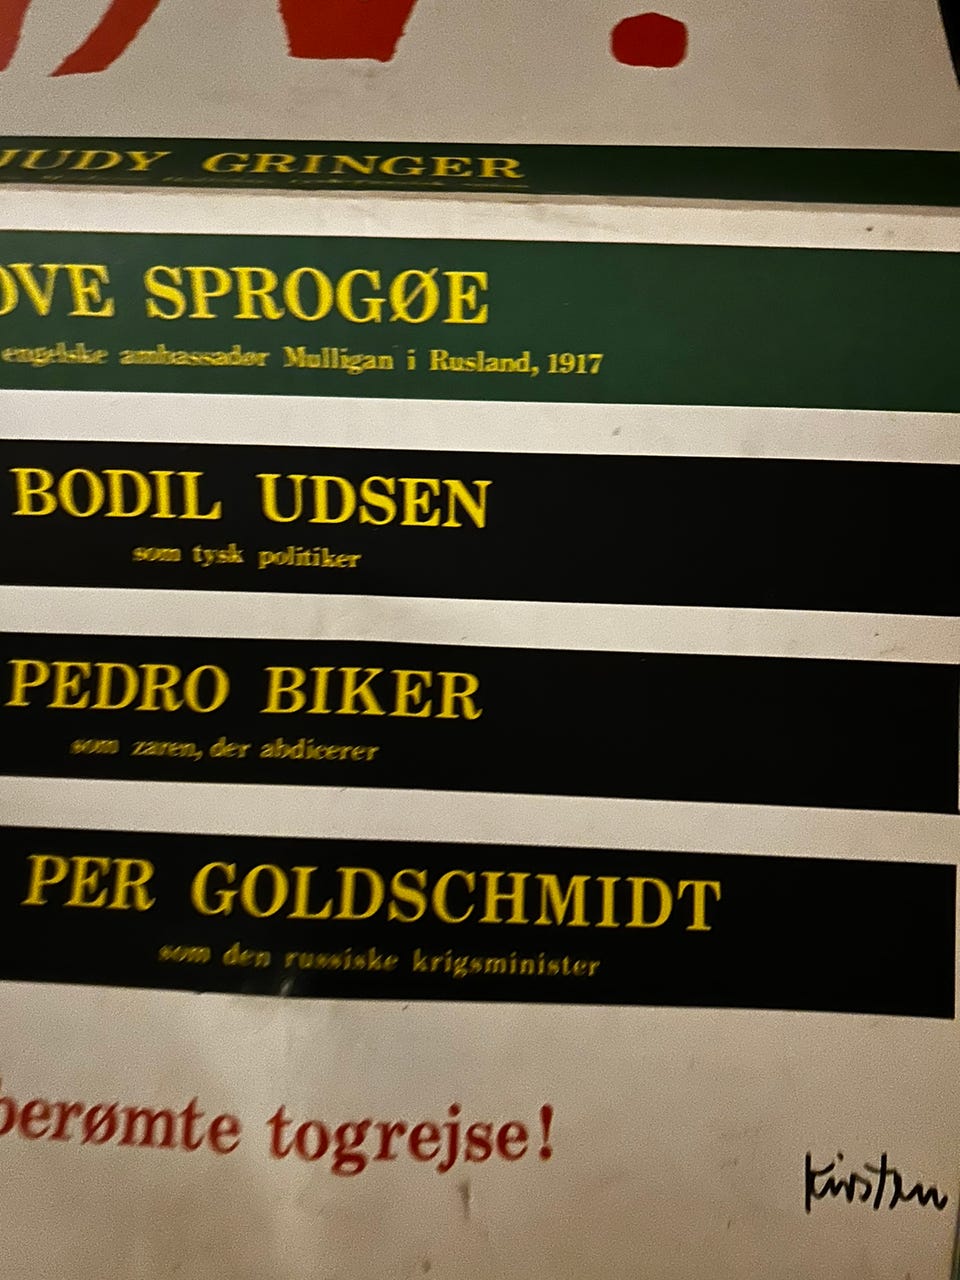 JUDY GRINGER
OVE SPROGØE
engelske ambassadør Mulligan i Rusland, 1917
BODIL UDSEN
som tysk politiker
PEDRO BIKER
som zaren, der abdicerer
PER GOLDSCHMIDT
som den russiske krigsminister
berømte togrejse!
Kirsten